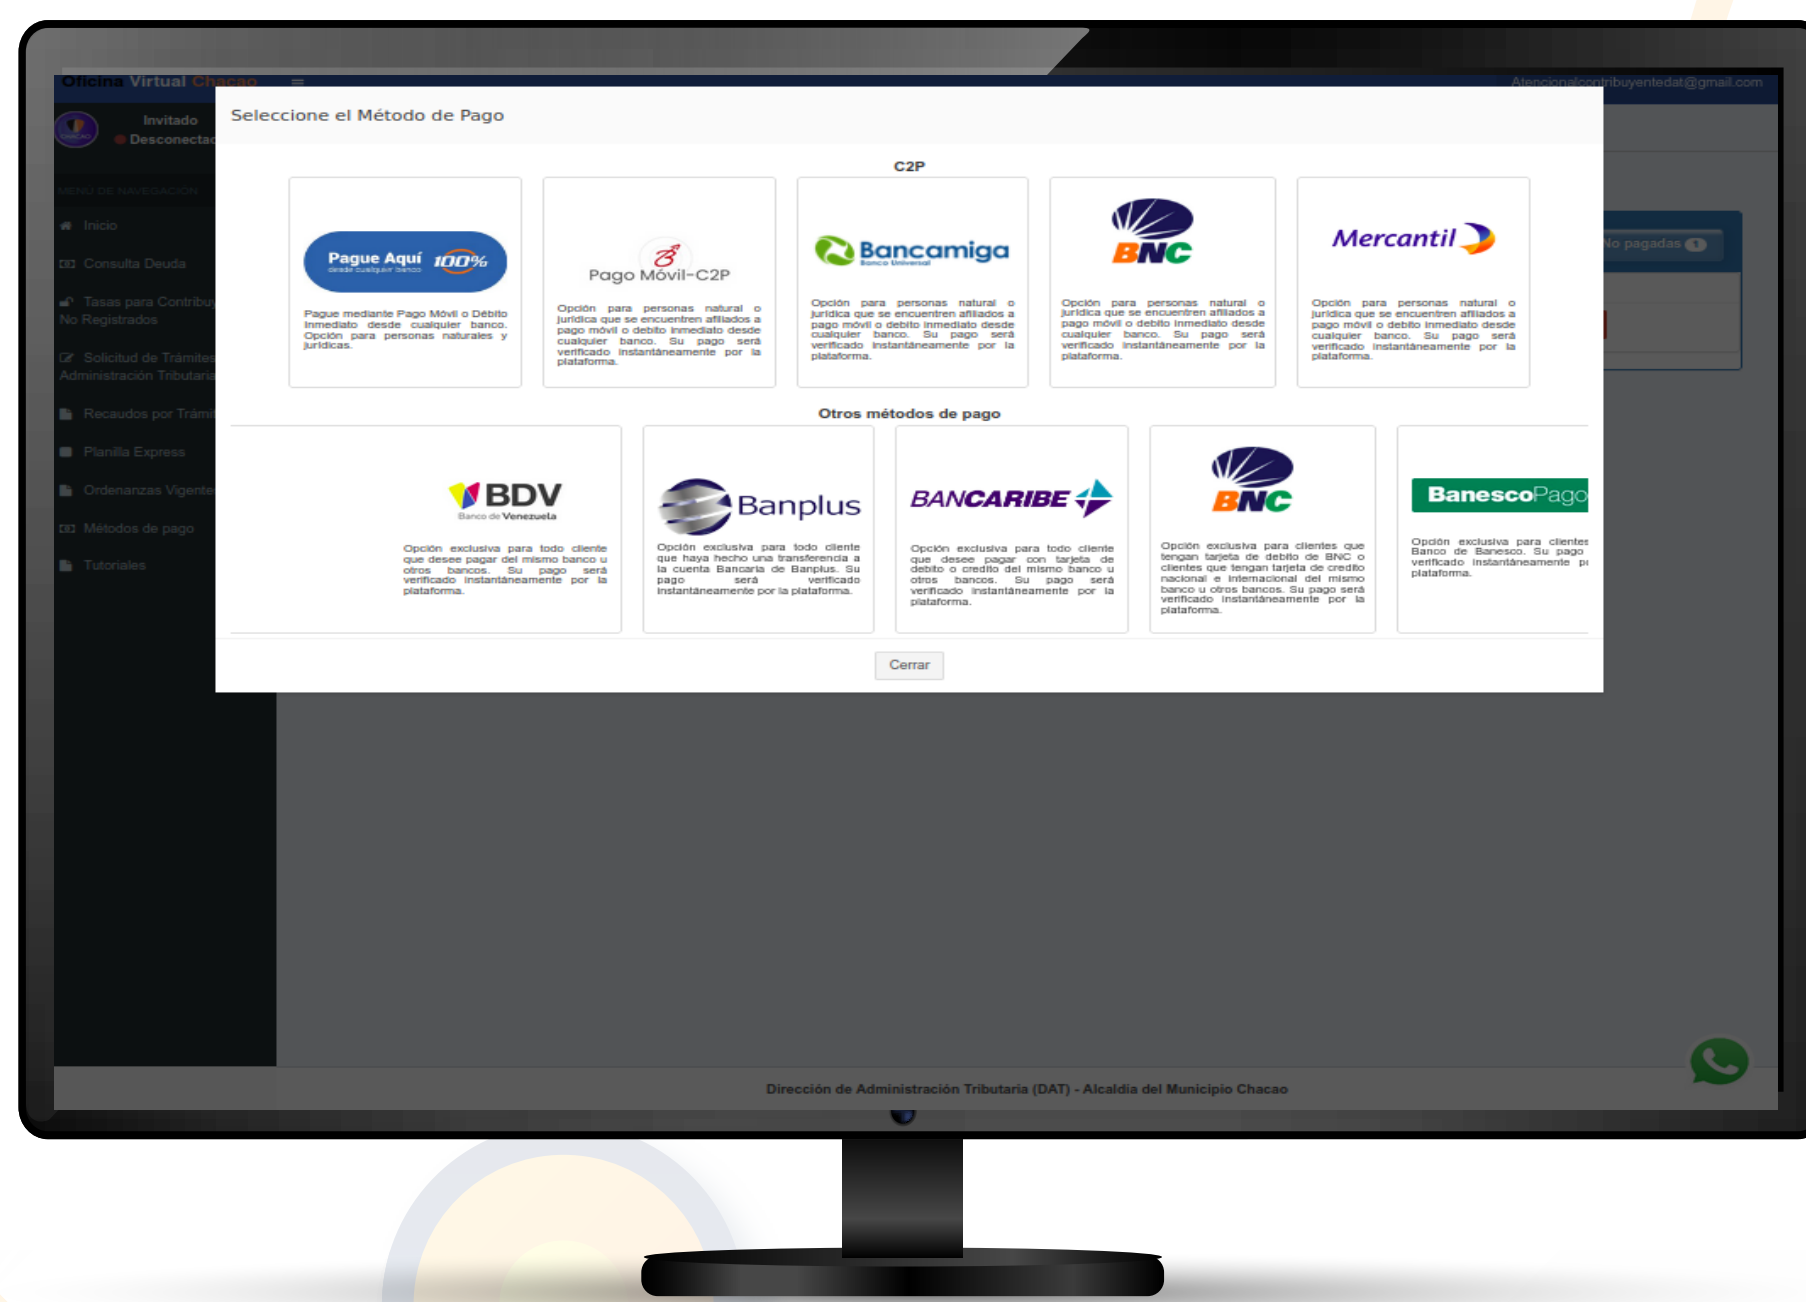 Oficina Virtual Chacao
Atencionalcontribuyentedat@gmail.com
CHACAO
Invitado
Desconectad
MENÚ DE NAVEGACIÓN
Inicio
Consulta Deuda
Tasas para Contribuy
No Registrados
Solicitud de Trámites
Administración Tributaria
Recaudos por Trámi
Planilla Express
Ordenanzas Vigente
Métodos de pago
Tutoriales
No pagadas 1
Seleccione el Método de Pago
C2P
Pague Aquí 100%
desde cualquier banco
Pague mediante Pago Móvil o Débito
Inmediato desde cualquier banco.
Opción para personas naturales y
jurídicas.
Pago Móvil-C2P
Opción para personas natural o
jurídica que se encuentren afiliados a
pago móvil o debito inmediato desde
cualquier banco. Su pago será
verificado instantáneamente por la
plataforma.
Bancamiga
Banco Universal
Opción para personas natural o
jurídica que se encuentren afiliados a
pago móvil o debito inmediato desde
cualquier banco. Su pago será
verificado instantáneamente por la
plataforma.
BNC
Opción para personas natural o
jurídica que se encuentren afiliados a
pago móvil o debito inmediato desde
cualquier banco. Su pago será
verificado instantáneamente por la
plataforma.
Mercantil
Opción para personas natural o
jurídica que se encuentren afiliados a
pago móvil o debito inmediato desde
cualquier banco. Su pago será
verificado instantáneamente por la
plataforma.
Otros métodos de pago
BDV
Banco de Venezuela
Opción exclusiva para todo cliente
que desee pagar del mismo banco u
otros bancos. Su pago será
verificado instantáneamente por la
plataforma.
Banplus
Opción exclusiva para todo cliente
que haya hecho una transferencia a
la cuenta Bancaria de Banplus. Su
pago será verificado
instantáneamente por la plataforma.
BANCARIBE
Opción exclusiva para todo cliente
que desee pagar con tarjeta de
debito o credito del mismo banco u
otros bancos. Su pago será
verificado instantáneamente por la
plataforma.
BNC
Opción exclusiva para clientes que
tengan tarjeta de debito de BNC o
clientes que tengan tarjeta de credito
nacional e internacional del mismo
banco u otros bancos. Su pago será
verificado instantáneamente por la
plataforma.
BanescoPago
Opción exclusiva para clientes
Banco de Banesco. Su pago
verificado instantáneamente po
plataforma.
Cerrar
Dirección de Administración Tributaria (DAT) - Alcaldia del Municipio Chacao